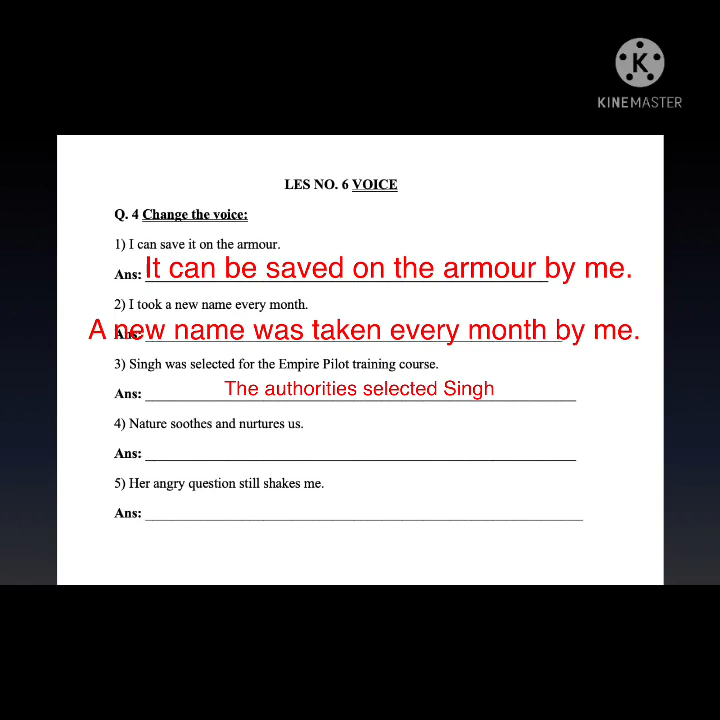 KINEMASTER
LES NO. 6 VOICE
Q. 4 Change the voice:
1) I can save it on the armour.
Ans: It can be saved on the armour by me.
2) I took a new name every month.
Ans: A new name was taken every month by me.
3) Singh was selected for the Empire Pilot training course.
Ans: The authorities selected Singh
4) Nature soothes and nurtures us.
Ans:
5) Her angry question still shakes me.
Ans: